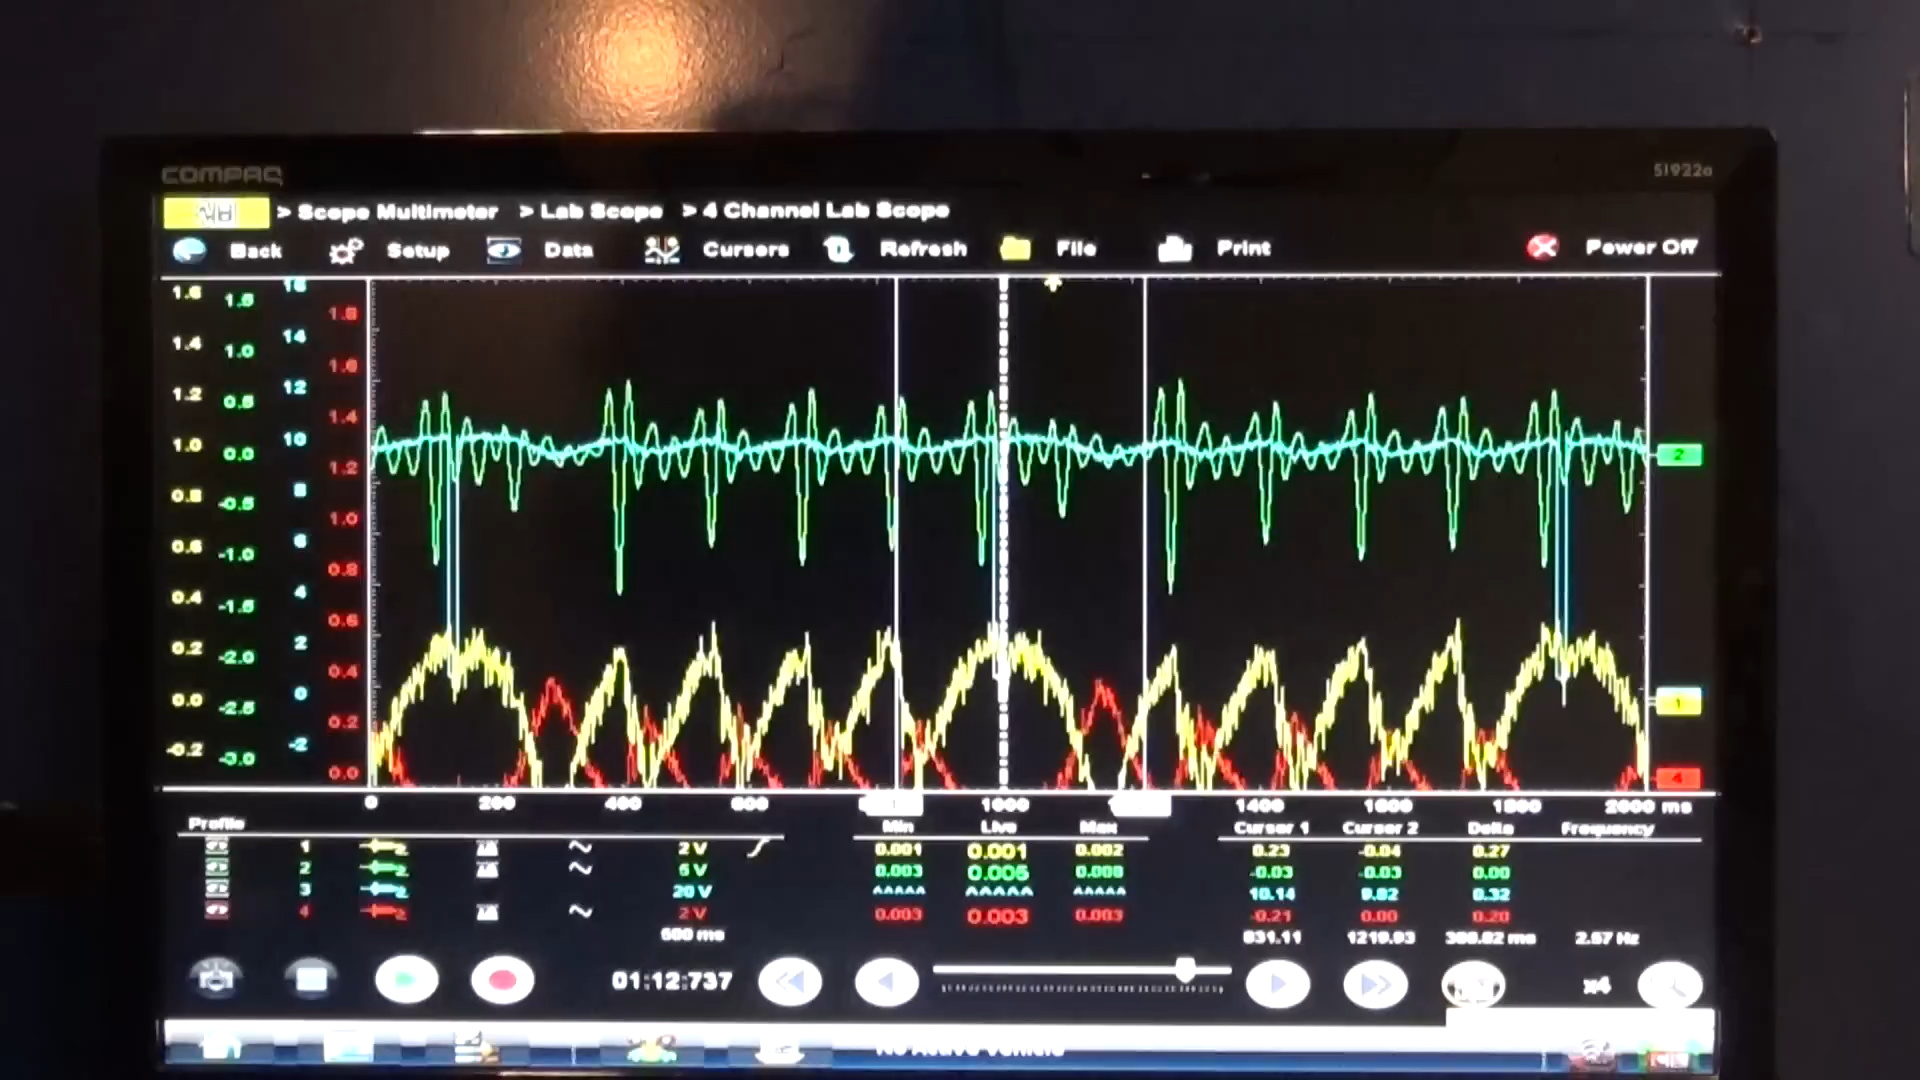 COMPAQ
S1922a
> Scope Multimeter > Lab Scope > 4 Channel Lab Scope
Back Setup Data Cursors Refresh File Print Power Off
1.6 1.5 16 1.8
1.4 1.0 14 1.6
1.2 0.5 12 1.4
1.0 0.0 10 1.2
0.8 -0.5 8 1.0
0.6 -1.0 6 0.8
0.4 -1.5 4 0.6
0.2 -2.0 2 0.4
0.0 -2.5 0 0.2
-0.2 -3.0 -2 0.0
2
1
4
0 200 400 600 1000 1400 1600 1800 2000 ms
Profile Min Live Max Cursor 1 Cursor 2 Delta Frequency
1 2 V 0.001 0.001 0.002 0.23 -0.04 0.27
2 5 V 0.003 0.005 0.008 -0.03 -0.03 0.00
3 20 V ^^^^^ ^^^^^ ^^^^^ 10.14 9.82 0.32
4 2 V 0.003 0.003 0.003 -0.21 0.00 0.20
500 ms 831.11 2.57 Hz
01:12:737 x4
No Active Vehicle